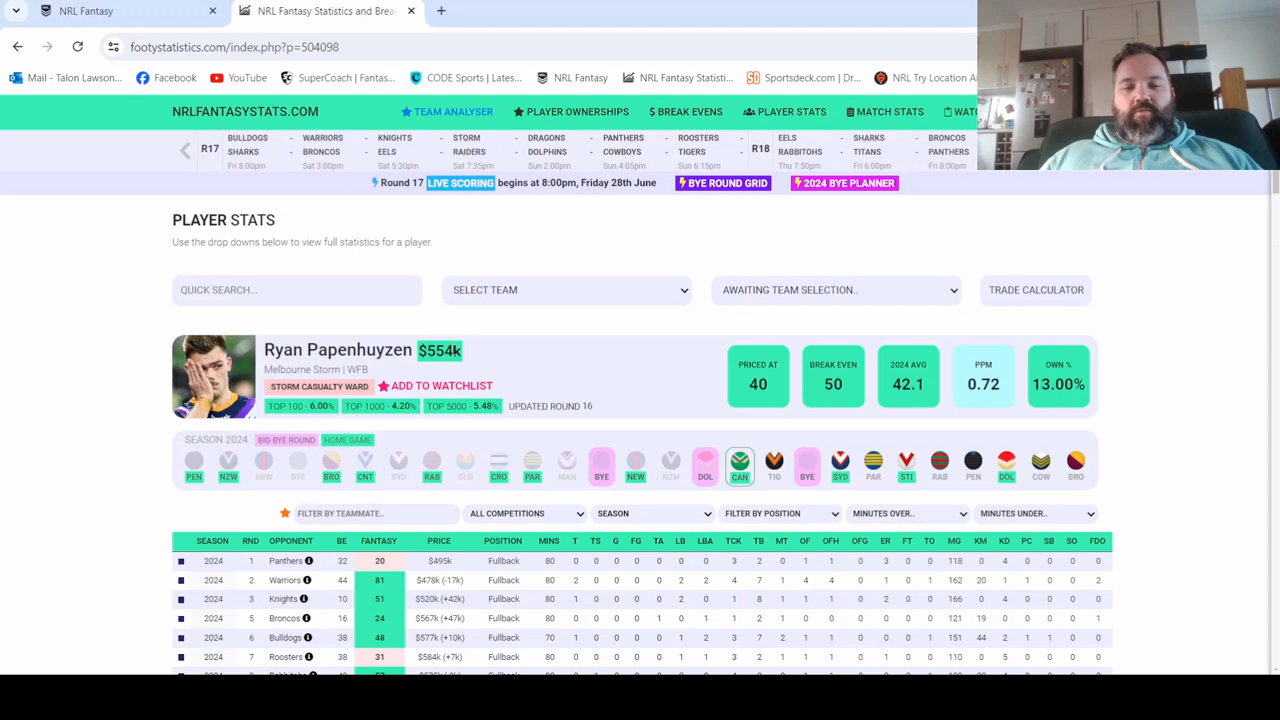 NRL Fantasy
NRL Fantasy Statistics and Brea
footystatistics.com/index.php?p=504098
Mail - Talon Lawson... Facebook YouTube SuperCoach | Fantas... CODE Sports | Lates... NRL Fantasy NRL Fantasy Statisti... Sportsdeck.com | Dr... NRL Try Location A
NRLFANTASYSTATS.COM TEAM ANALYSER PLAYER OWNERSHIPS $ BREAK EVENS PLAYER STATS MATCH STATS WAT
BULLDOGS - WARRIORS - KNIGHTS - STORM - DRAGONS - PANTHERS - ROOSTERS - EELS - SHARKS - BRONCOS
R17 SHARKS - BRONCOS - EELS - RAIDERS - DOLPHINS - COWBOYS - TIGERS - R18 RABBITOHS - TITANS - PANTHERS
Fri 8:00pm Sat 3:00pm Sat 5:30pm Sat 7:35pm Sun 2:00pm Sun 4:05pm Sun 6:15pm Thu 7:50pm Fri 6:00pm Fri 8:00pm
Round 17 LIVE SCORING begins at 8:00pm, Friday 28th June BYE ROUND GRID 2024 BYE PLANNER
PLAYER STATS
Use the drop downs below to view full statistics for a player.
QUICK SEARCH... SELECT TEAM AWAITING TEAM SELECTION.. TRADE CALCULATOR
Ryan Papenhuyzen $554k
Melbourne Storm | WFB
STORM CASUALTY WARD ADD TO WATCHLIST
TOP 100 - 6.00% TOP 1000 - 4.20% TOP 5000 - 5.48% UPDATED ROUND 16
PRICED AT BREAK EVEN 2024 AVG PPM OWN %
40 50 42.1 0.72 13.00%
SEASON 2024 BIG BYE ROUND HOME GAME
PEN NZW NEW BYE BRO CNT SYD RAB GLD CRO PAR MAN BYE NEW NZW DOL CAN TIG BYE SYD PAR STI RAB PEN DOL COW BRO
FILTER BY TEAMMATE.. ALL COMPETITIONS SEASON FILTER BY POSITION MINUTES OVER.. MINUTES UNDER..
SEASON RND OPPONENT BE FANTASY PRICE POSITION MINS T TS G FG TA LB LBA TCK TB MT OF OFH OFG ER FT TO MG KM KD PC SB SO FDO
2024 1 Panthers 32 20 $495k Fullback 80 0 0 0 0 0 0 0 3 2 0 1 1 0 3 0 0 118 0 4 0 0 0 0
2024 2 Warriors 44 81 $478k (-17k) Fullback 80 2 0 0 0 0 2 2 4 7 1 4 4 0 0 0 0 162 20 1 0 0 0 2
2024 3 Knights 10 51 $520k (+42k) Fullback 80 1 0 0 0 0 2 0 1 8 1 0 0 0 2 0 0 166 0 4 0 0 0 0
2024 5 Broncos 16 24 $567k (+47k) Fullback 80 0 0 0 0 1 0 1 1 2 1 0 0 0 0 0 1 121 19 0 0 0 0 1
2024 6 Bulldogs 38 48 $577k (+10k) Fullback 70 1 0 0 0 0 1 2 2 7 2 1 1 0 0 0 1 151 44 2 0 0 0 0
2024 7 Roosters 38 31 $584k (+7k) Fullback 80 0 0 0 0 0 1 1 3 2 1 1 1 0 1 0 0 110 0 5 0 0 0 0